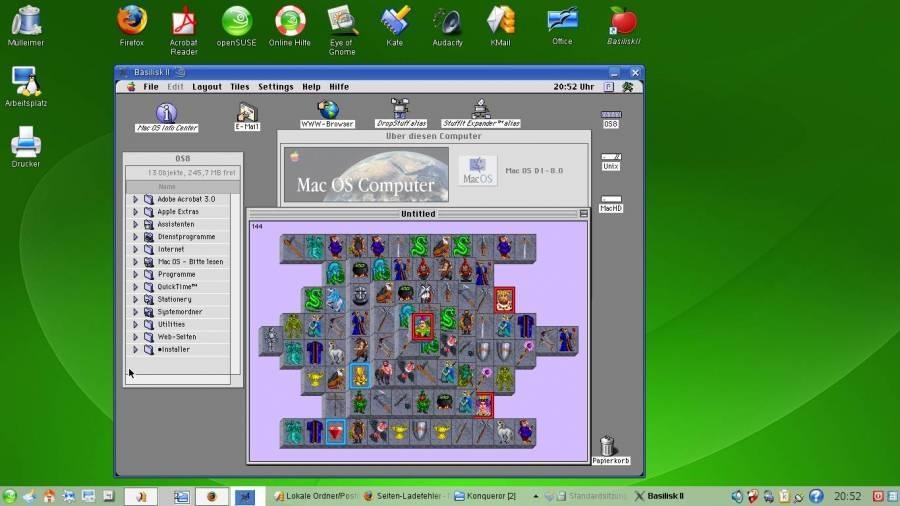 Mülleimer
Firefox
Acrobat Reader
openSUSE
Online Hilfe
Eye of Gnome
Kate
Audacity
KMail
Office
BasiliskII
Arbeitsplatz
Drucker
Basilisk II
File Edit Layout Tiles Settings Help Hilfe
20:52 Uhr
Mac OS Info Center
E-Mail
WWW-Browser
DropStuff alias
StuffIt Expander™ alias
OS8
Unix
MacHD
Über diesen Computer
Mac OS Computer
MacOS
Mac OS D1-8.0
OS8
13 Objekte, 245,7 MB frei
Name
Adobe Acrobat 3.0
Apple Extras
Assistenten
Dienstprogramme
Internet
Mac OS - Bitte lesen
Programme
QuickTime™
Stationery
Systemordner
Utilities
Web-Seiten
•Installer
Untitled
144
Papierkorb
Lokale Ordner/Post
Seiten-Ladefehler -
Konqueror [2]
Standardsitzung
Basilisk II
20:52